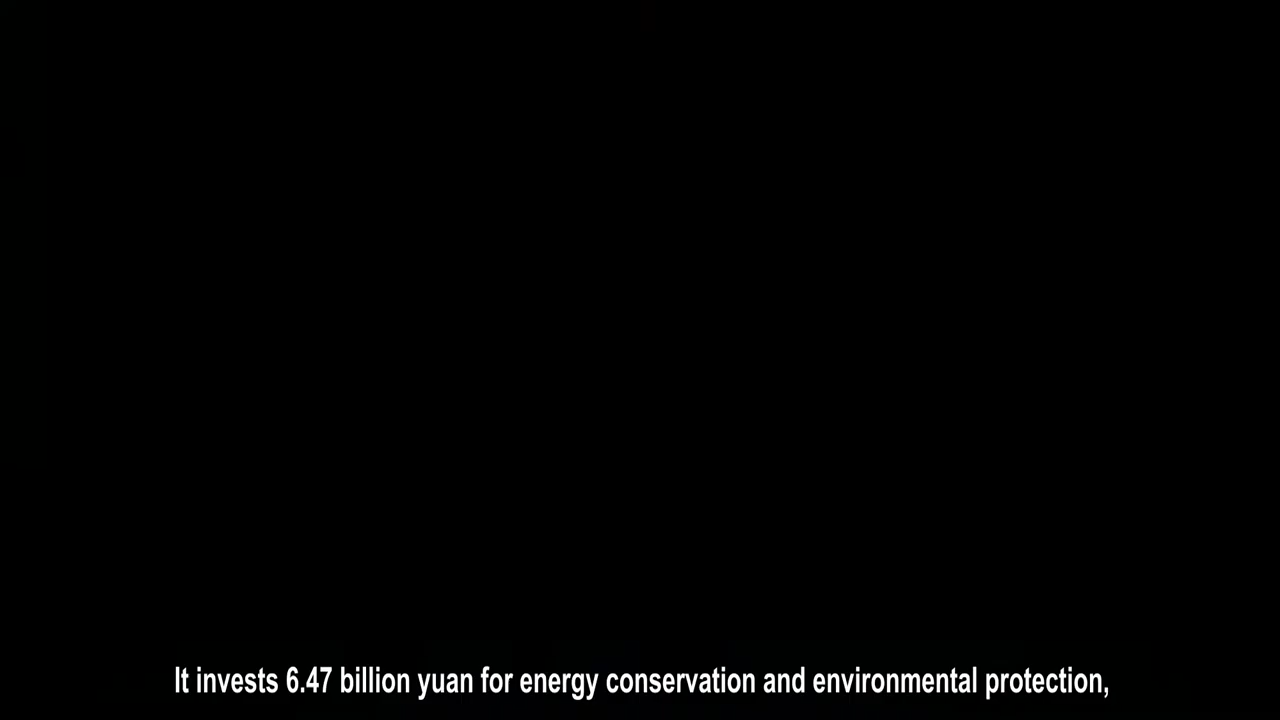 It invests 6.47 billion yuan for energy conservation and environmental protection,